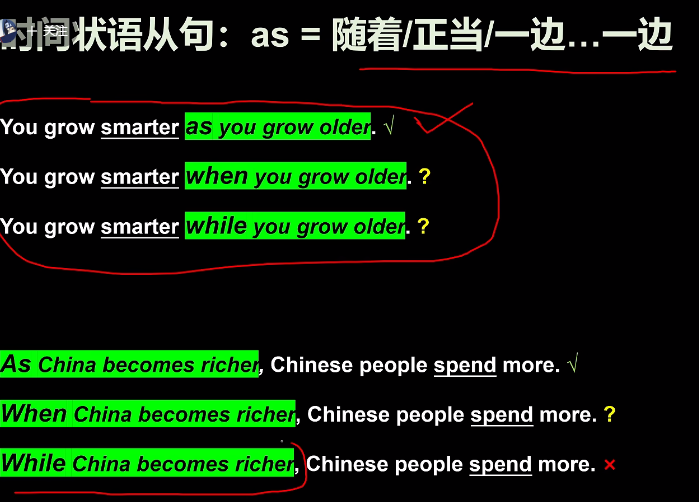 时间状语从句：as = 随着/正当/一边…一边
+ 关注
You grow smarter as you grow older. √
You grow smarter when you grow older. ?
You grow smarter while you grow older. ?
As China becomes richer, Chinese people spend more. √
When China becomes richer, Chinese people spend more. ?
While China becomes richer, Chinese people spend more. ×